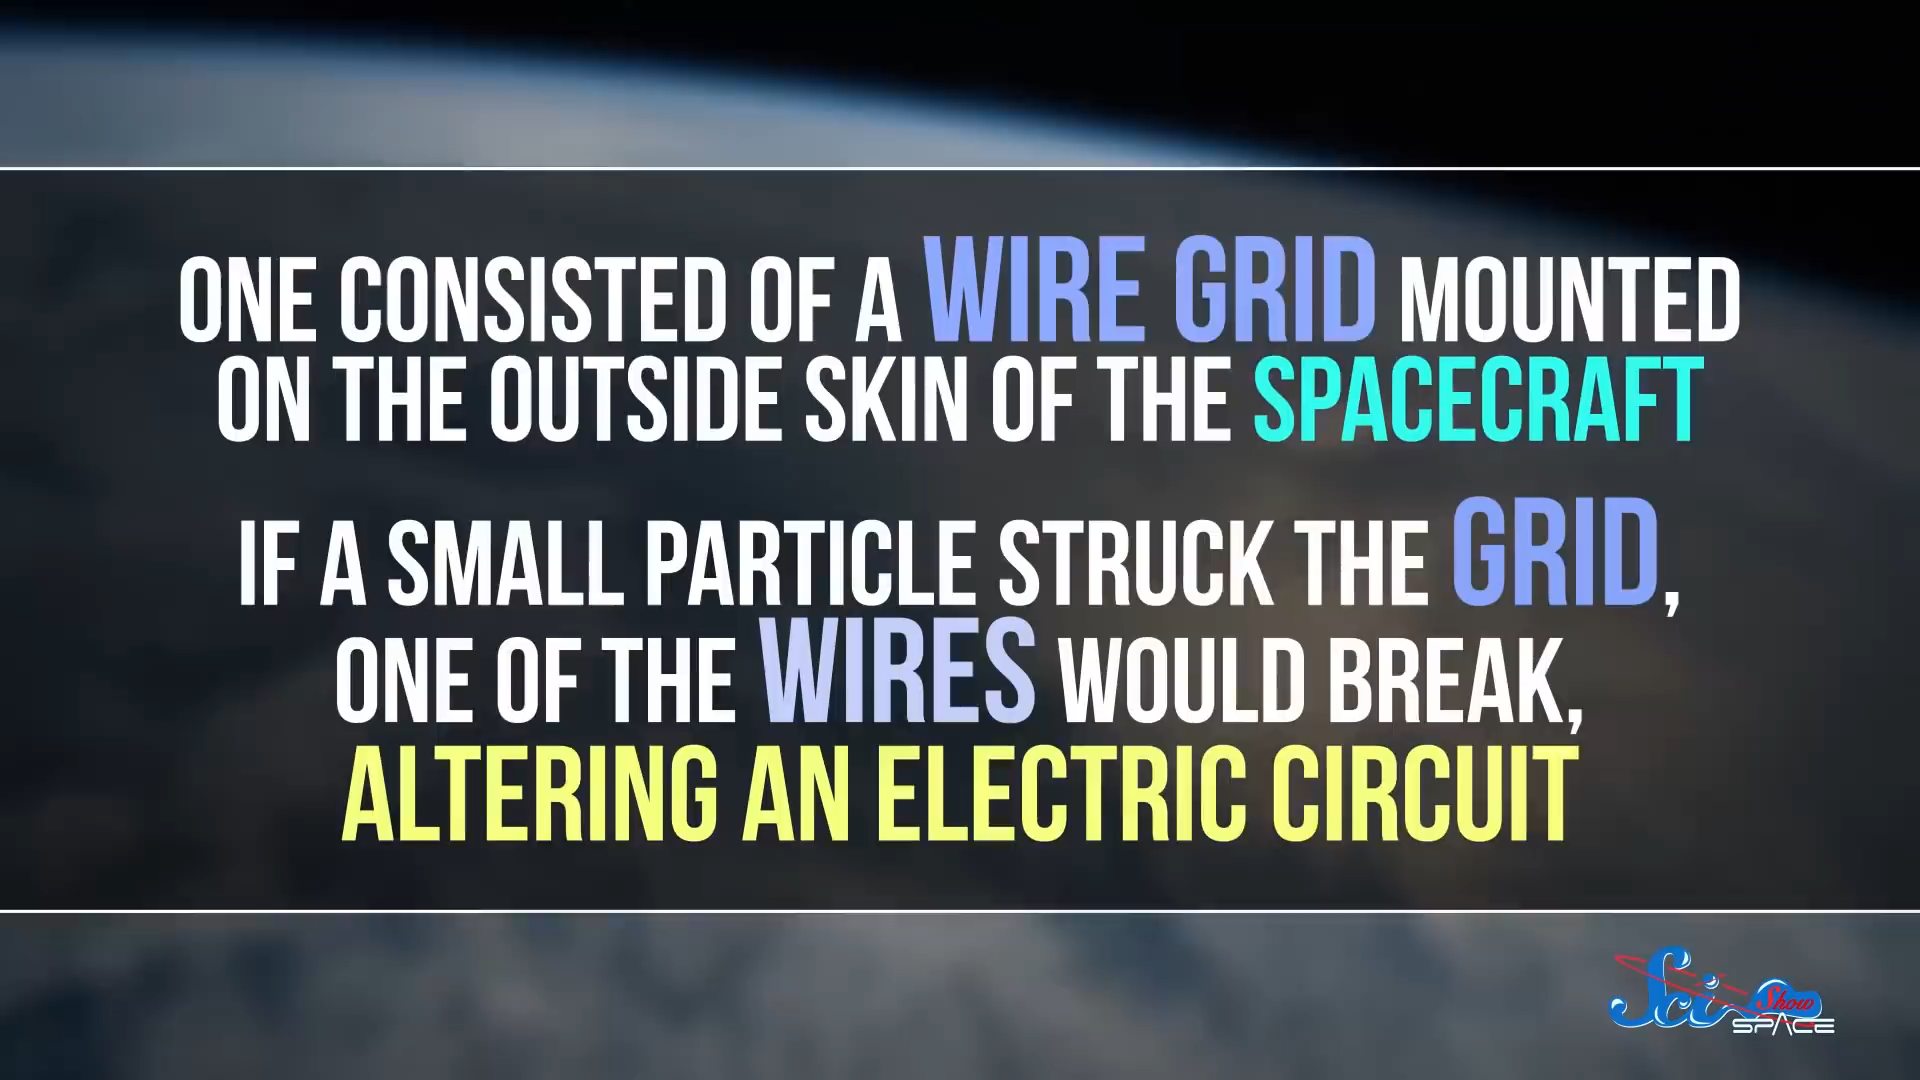 ONE CONSISTED OF A WIRE GRID MOUNTED
ON THE OUTSIDE SKIN OF THE SPACECRAFT
IF A SMALL PARTICLE STRUCK THE GRID,
ONE OF THE WIRES WOULD BREAK,
ALTERING AN ELECTRIC CIRCUIT
Sci Show
SPACE